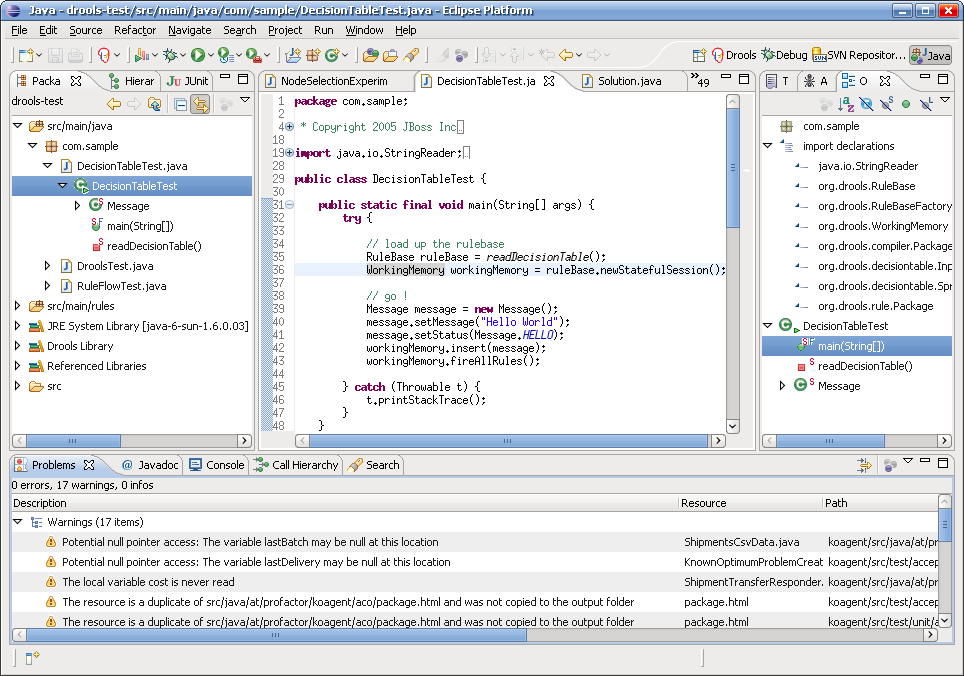 Java - drools-test/src/main/java/com/sample/DecisionTableTest.java - Eclipse Platform
File Edit Source Refactor Navigate Search Project Run Window Help
Drools Debug SVN Repositor... Java
Packa Hierar JUnit
drools-test
src/main/java
com.sample
DecisionTableTest.java
DecisionTableTest
Message
main(String[])
readDecisionTable()
DroolsTest.java
RuleFlowTest.java
src/main/rules
JRE System Library [java-6-sun-1.6.0.03]
Drools Library
Referenced Libraries
src
NodeSelectionExperim DecisionTableTest.ja Solution.java »49
1 package com.sample;
2
4 * Copyright 2005 JBoss Inc
18
19 import java.io.StringReader;
28
29 public class DecisionTableTest {
30
31 public static final void main(String[] args) {
32 try {
33
34 // load up the rulebase
35 RuleBase ruleBase = readDecisionTable();
36 WorkingMemory workingMemory = ruleBase.newStatefulSession();
37
38 // go !
39 Message message = new Message();
40 message.setMessage("Hello World");
41 message.setStatus(Message.HELLO);
42 workingMemory.insert(message);
43 workingMemory.fireAllRules();
44
45 } catch (Throwable t) {
46 t.printStackTrace();
47 }
48 }
T A O
com.sample
import declarations
java.io.StringReader
org.drools.RuleBase
org.drools.RuleBaseFactory
org.drools.WorkingMemory
org.drools.compiler.Package
org.drools.decisiontable.Inp
org.drools.decisiontable.Spr
org.drools.rule.Package
DecisionTableTest
main(String[])
readDecisionTable()
Message
Problems @ Javadoc Console Call Hierarchy Search
0 errors, 17 warnings, 0 infos
Description Resource Path
Warnings (17 items)
Potential null pointer access: The variable lastBatch may be null at this location ShipmentsCsvData.java koagent/src/java/at/pr
Potential null pointer access: The variable lastDelivery may be null at this location KnownOptimumProblemCreat koagent/src/test/accep
The local variable cost is never read ShipmentTransferResponder. koagent/src/java/at/pr
The resource is a duplicate of src/java/at/profactor/koagent/aco/package.html and was not copied to the output folder package.html koagent/src/test/accep
The resource is a duplicate of src/java/at/profactor/koagent/aco/package.html and was not copied to the output folder package.html koagent/src/test/unit/a